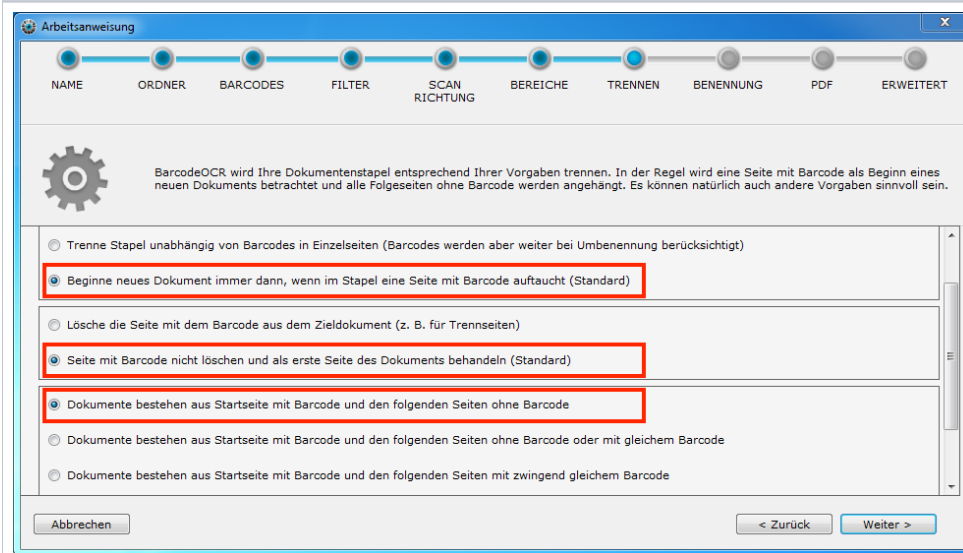 Arbeitsanweisung
x
NAME
ORDNER
BARCODES
FILTER
SCAN
RICHTUNG
BEREICHE
TRENNEN
BENENNUNG
PDF
ERWEITERT
BarcodeOCR wird Ihre Dokumentenstapel entsprechend Ihrer Vorgaben trennen. In der Regel wird eine Seite mit Barcode als Beginn eines
neuen Dokuments betrachtet und alle Folgeseiten ohne Barcode werden angehängt. Es können natürlich auch andere Vorgaben sinnvoll sein.
Trenne Stapel unabhängig von Barcodes in Einzelseiten (Barcodes werden aber weiter bei Umbenennung berücksichtigt)
Beginne neues Dokument immer dann, wenn im Stapel eine Seite mit Barcode auftaucht (Standard)
Lösche die Seite mit dem Barcode aus dem Zieldokument (z. B. für Trennseiten)
Seite mit Barcode nicht löschen und als erste Seite des Dokuments behandeln (Standard)
Dokumente bestehen aus Startseite mit Barcode und den folgenden Seiten ohne Barcode
Dokumente bestehen aus Startseite mit Barcode und den folgenden Seiten ohne Barcode oder mit gleichem Barcode
Dokumente bestehen aus Startseite mit Barcode und den folgenden Seiten mit zwingend gleichem Barcode
Abbrechen
< Zurück
Weiter >